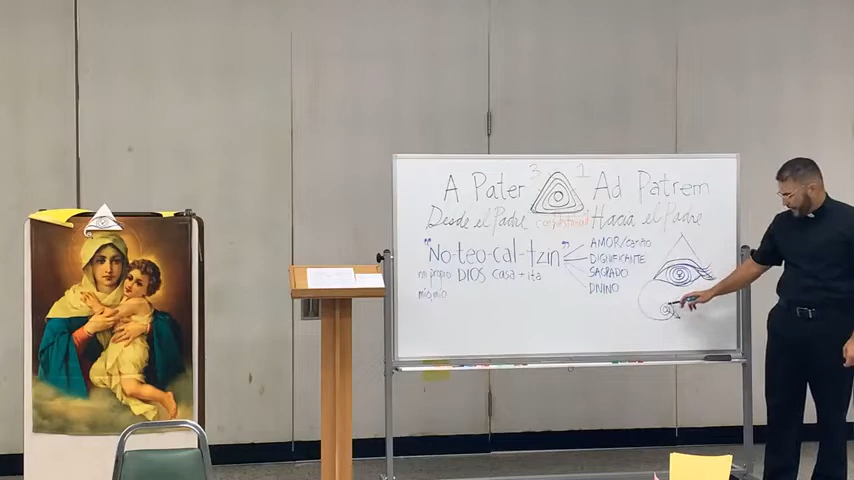 3 1
A Pater Ad Patrem
Desde el Padre Hacia el Padre
"No-teo-cal-tzin"
AMOR/cariño
DIGNIFICANTE
SAGRADO
DIVINO
mi propio DIOS casa - ita